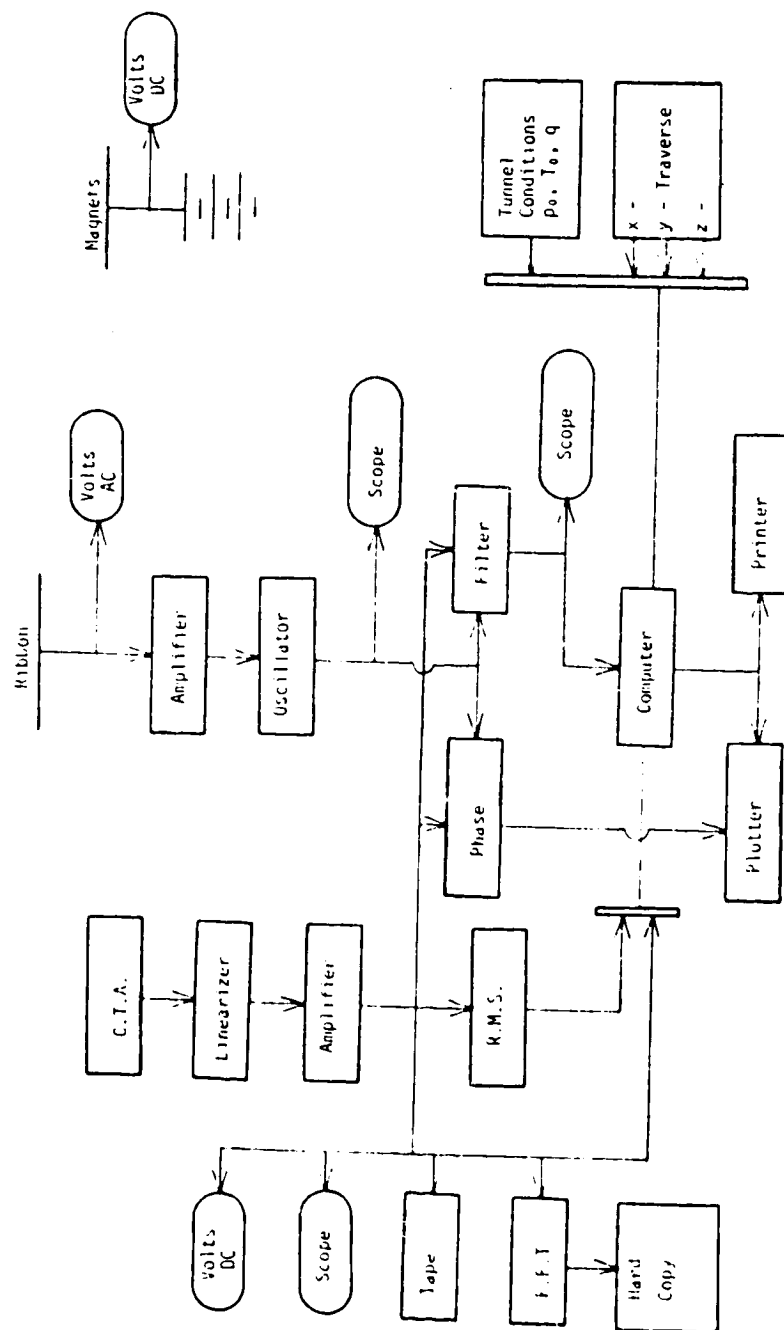 Magnets
Volts
DC
Ribbon
Volts
AC
Amplifier
Oscillator
Scope
C.T.A.
Linearizer
Amplifier
Volts
DC
Scope
Tape
F.F.T
Hard
Copy
R.M.S.
Phase
Filter
Scope
Computer
Plotter
Printer
Tunnel
Conditions
p₀, T₀, q
x -
y - Traverse
z -